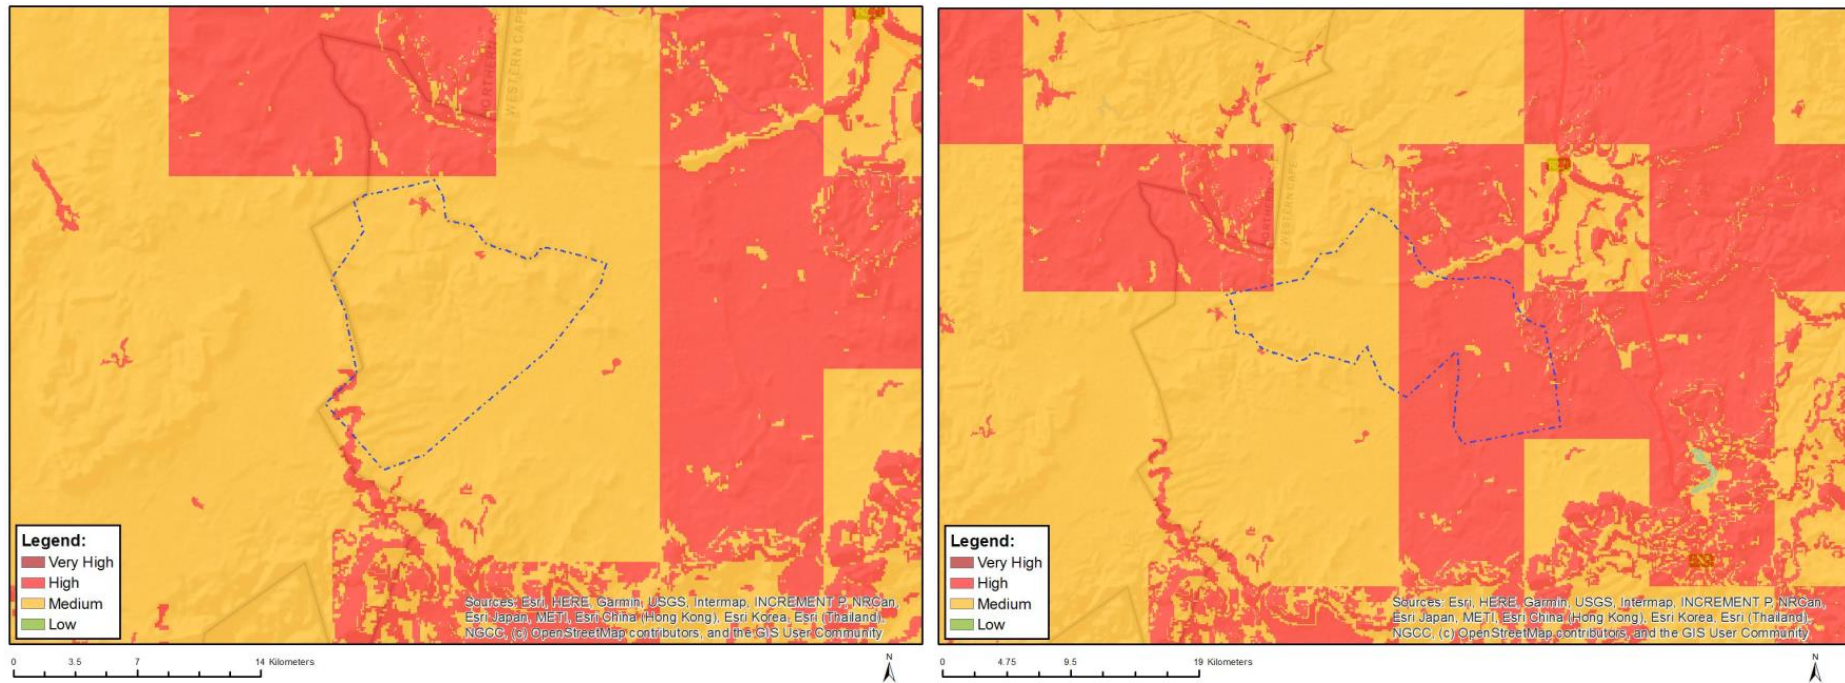 NORTHERN
WESTERN CAPE
Legend:
Very High
High
Medium
Low
Sources: Esri, HERE, Garmin, USGS, Intermap, INCREMENT P, NRCan,
Esri Japan, METI, Esri China (Hong Kong), Esri Korea, Esri (Thailand),
NGCC, (c) OpenStreetMap contributors, and the GIS User Community
0 3.5 7 14 Kilometers
N
NORTHERN
WESTERN CAPE
Legend:
Very High
High
Medium
Low
Sources: Esri, HERE, Garmin, USGS, Intermap, INCREMENT P, NRCan,
Esri Japan, METI, Esri China (Hong Kong), Esri Korea, Esri (Thailand),
NGCC, (c) OpenStreetMap contributors, and the GIS User Community
0 4.75 9.5 19 Kilometers
N